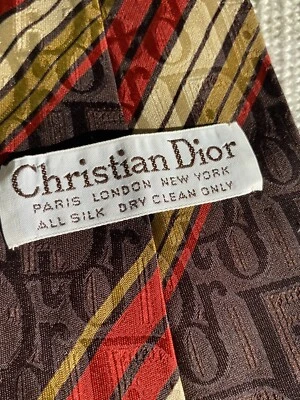 Christian Dior
PARIS LONDON NEW YORK
ALL SILK DRY CLEAN ONLY